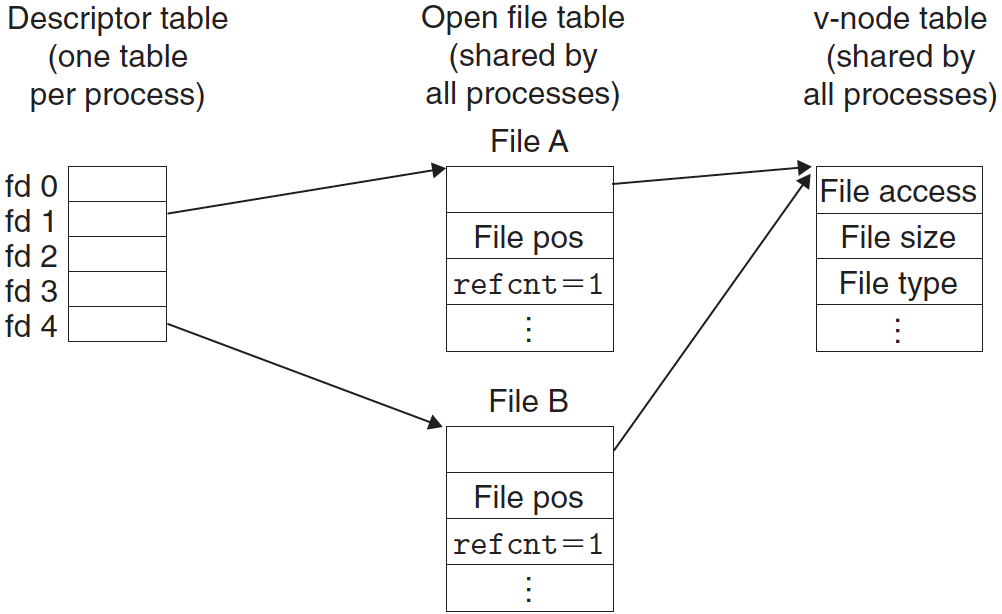 Descriptor table
(one table
per process)
Open file table
(shared by
all processes)
v-node table
(shared by
all processes)
File A
fd 0
fd 1
fd 2
fd 3
fd 4
File pos
refcnt=1
⋮
File access
File size
File type
⋮
File B
File pos
refcnt=1
⋮